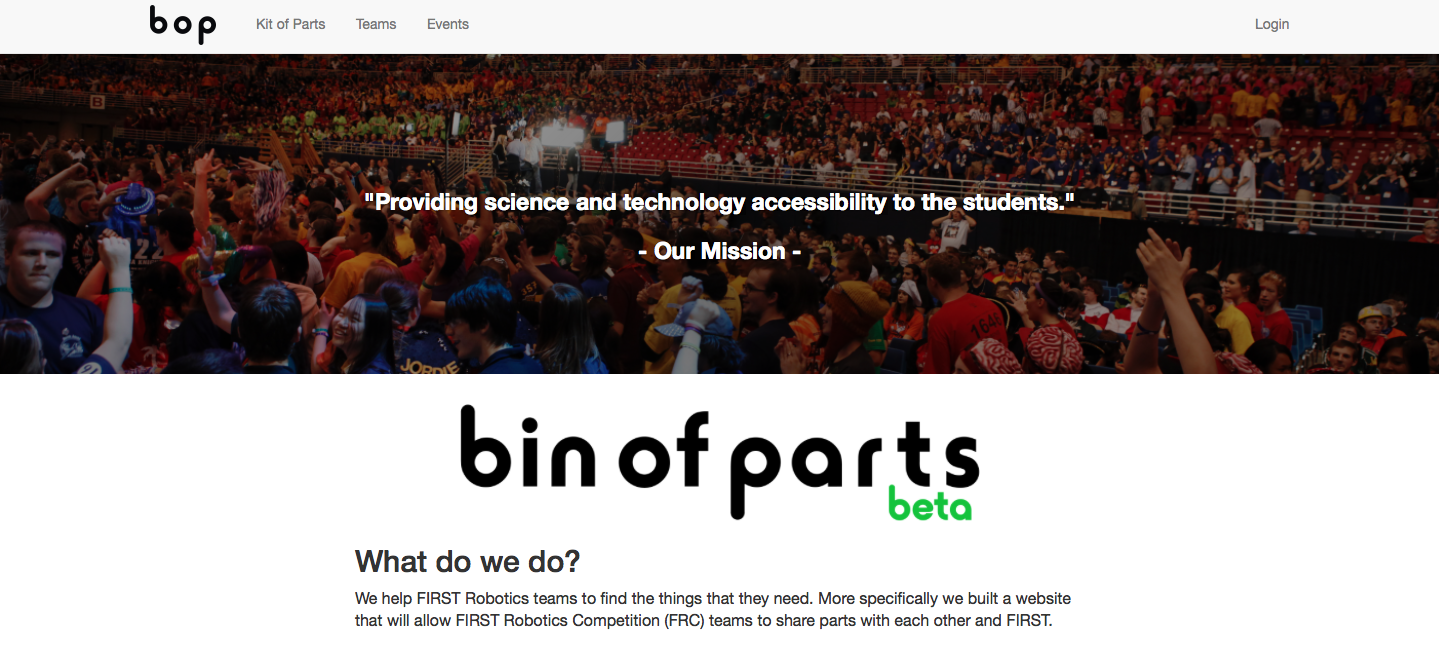 bop
Kit of Parts
Teams
Events
Login
B
22
"Providing science and technology accessibility to the students."
- Our Mission -
JORDIE
bin of parts
beta
What do we do?
We help FIRST Robotics teams to find the things that they need. More specifically we built a website
that will allow FIRST Robotics Competition (FRC) teams to share parts with each other and FIRST.